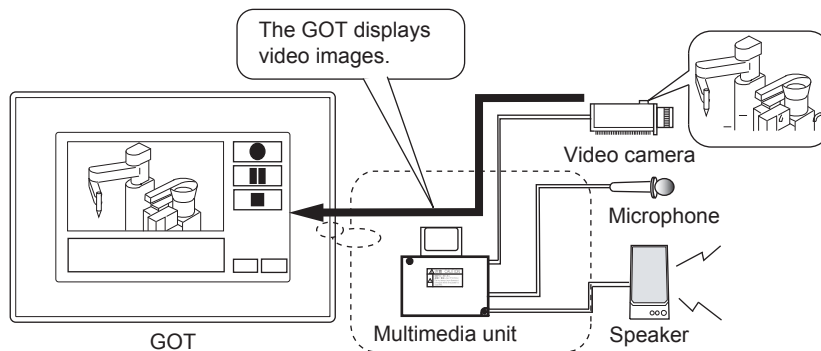 The GOT displays
video images.
Video camera
Microphone
Multimedia unit
Speaker
GOT